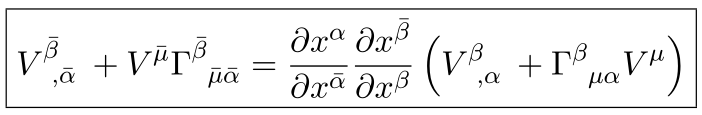 $V^{\bar{\beta}}{}_{,\bar{\alpha}} + V^{\bar{\mu}} \Gamma^{\bar{\beta}}{}_{\bar{\mu}\bar{\alpha}} = \frac{\partial x^{\alpha}}{\partial x^{\bar{\alpha}}} \frac{\partial x^{\bar{\beta}}}{\partial x^{\beta}} \left( V^{\beta}{}_{,\alpha} + \Gamma^{\beta}{}_{\mu\alpha} V^{\mu} \right)$